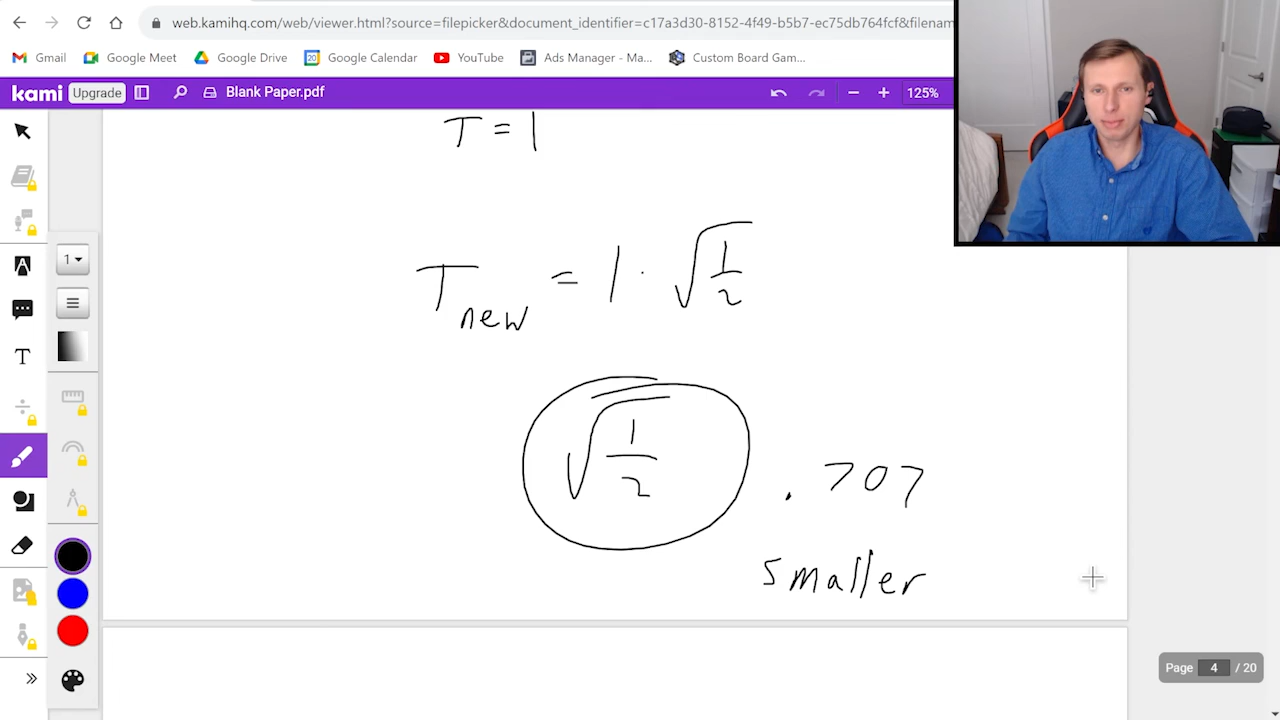 web.kamihq.com/web/viewer.html?source=filepicker&document_identifier=c17a3d30-8152-4f49-b5b7-ec75db764fcf&filenam
Gmail Google Meet Google Drive 20 Google Calendar YouTube Ads Manager - Ma... Custom Board Gam...
kami Upgrade Blank Paper.pdf 125%
T = 1
1
A
T
T new = 1 · √1/2
√1/2
.707
smaller
Page 4 / 20